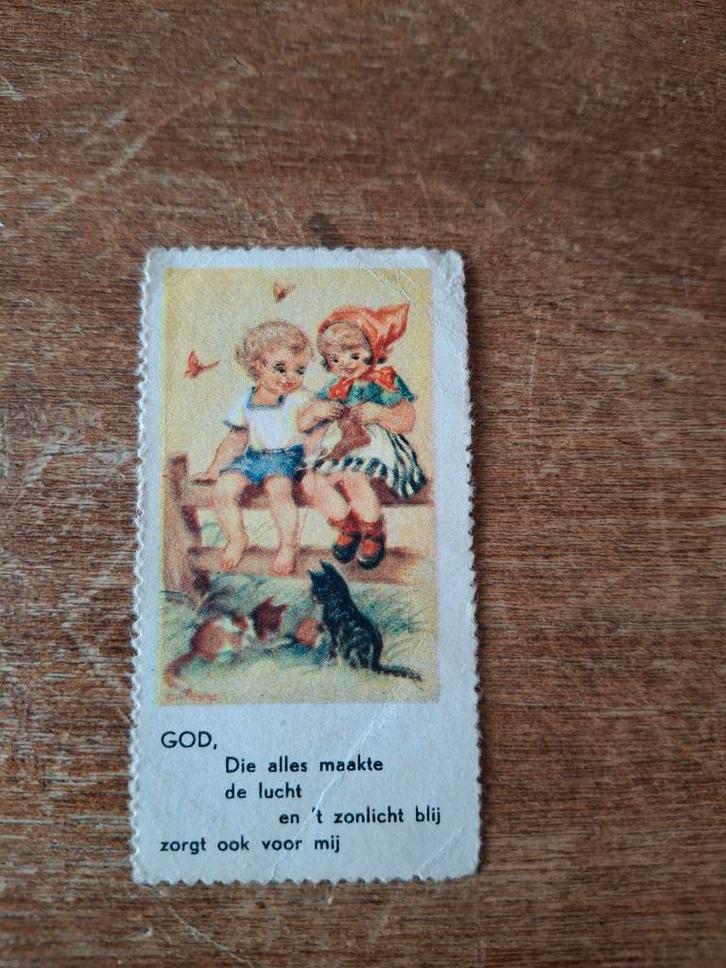 GOD,
Die alles maakte
de lucht
en 't zonlicht blij
zorgt ook voor mij